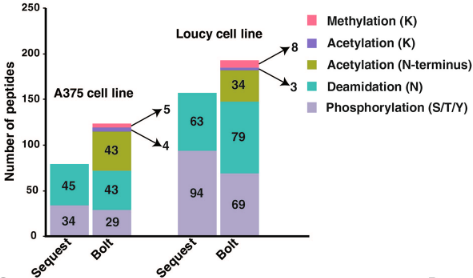 250
200
150
100
50
0
Number of peptides
A375 cell line
Loucy cell line
Methylation (K)
Acetylation (K)
Acetylation (N-terminus)
Deamidation (N)
Phosphorylation (S/T/Y)
45
34
5
4
43
43
29
63
94
8
3
34
79
69
Sequest
Bolt
Sequest
Bolt